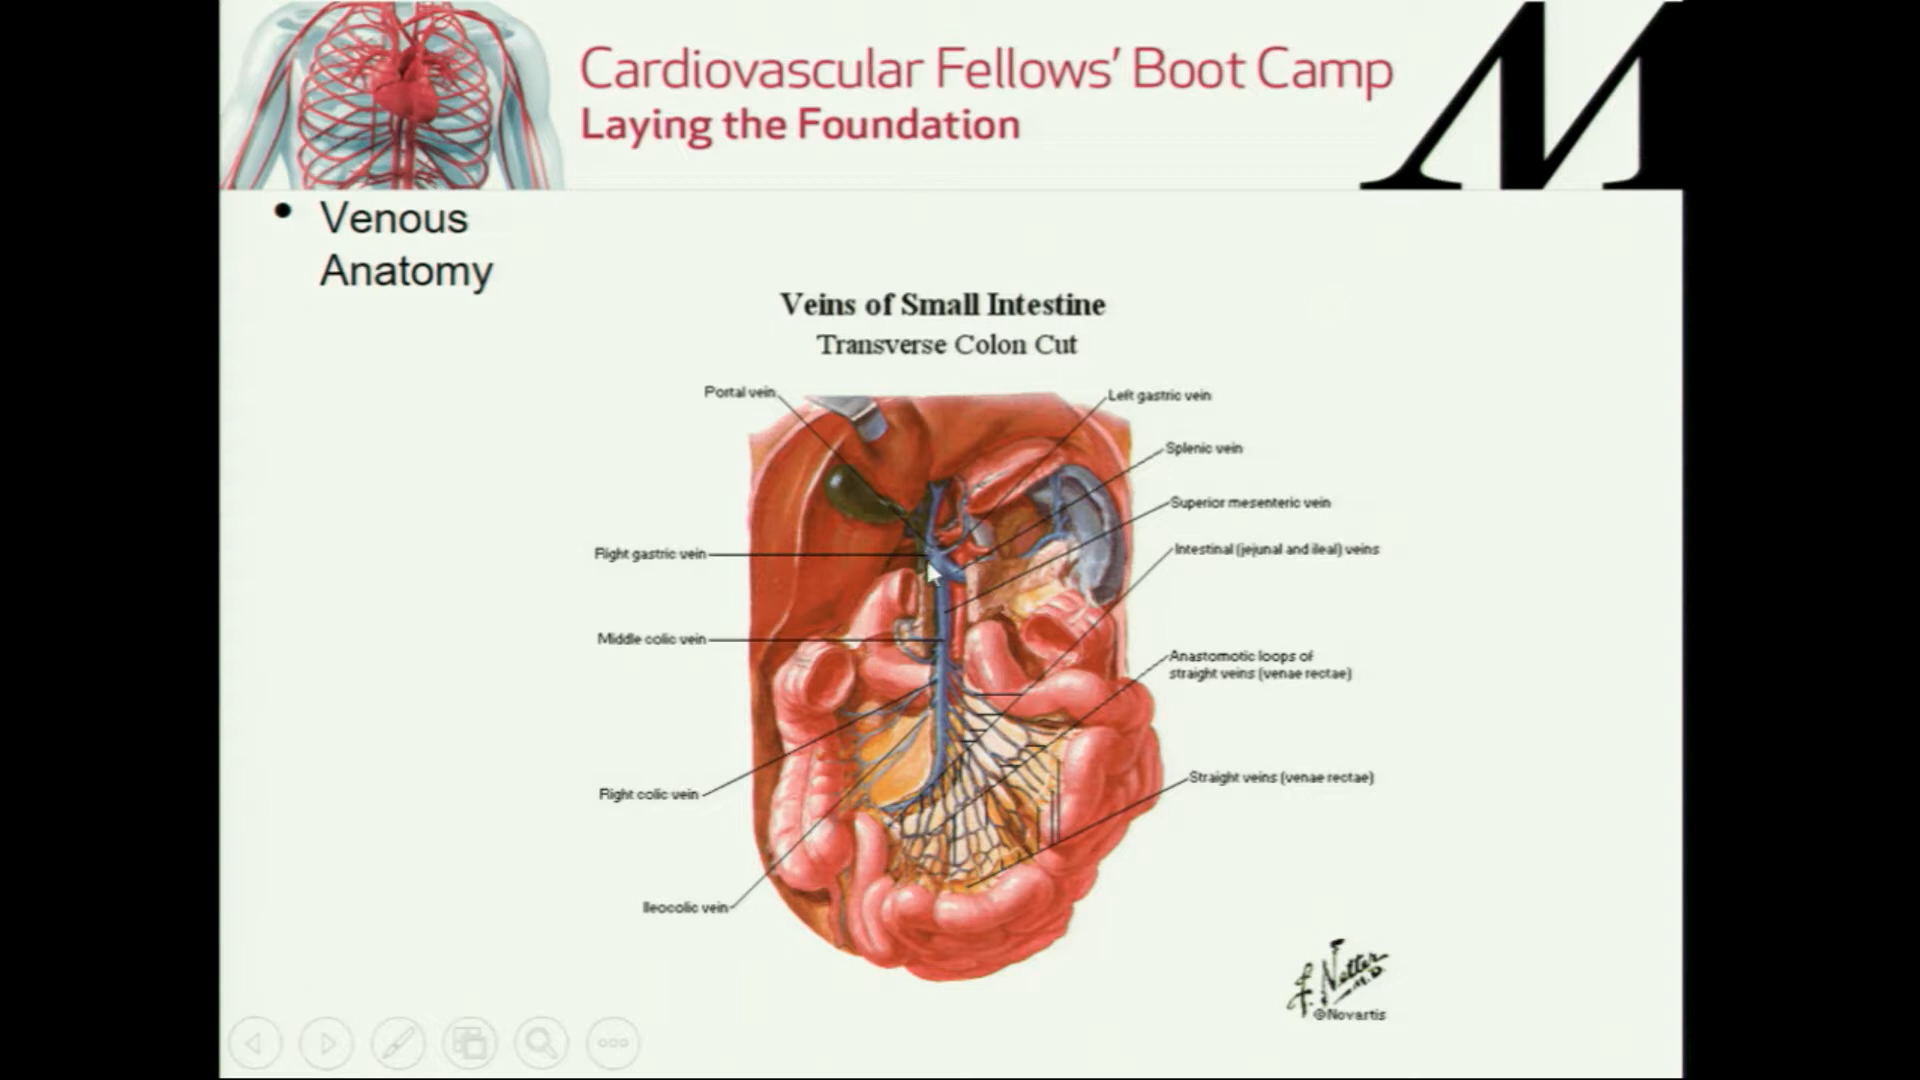 Cardiovascular Fellows' Boot Camp
Laying the Foundation
M
• Venous
Anatomy
Veins of Small Intestine
Transverse Colon Cut
Portal vein
Left gastric vein
Splenic vein
Superior mesenteric vein
Right gastric vein
Intestinal (jejunal and ileal) veins
Middle colic vein
Anastomotic loops of
straight veins (venae rectae)
Straight veins (venae rectae)
Right colic vein
Ileocolic vein
F. Netter
M.D.
©Novartis